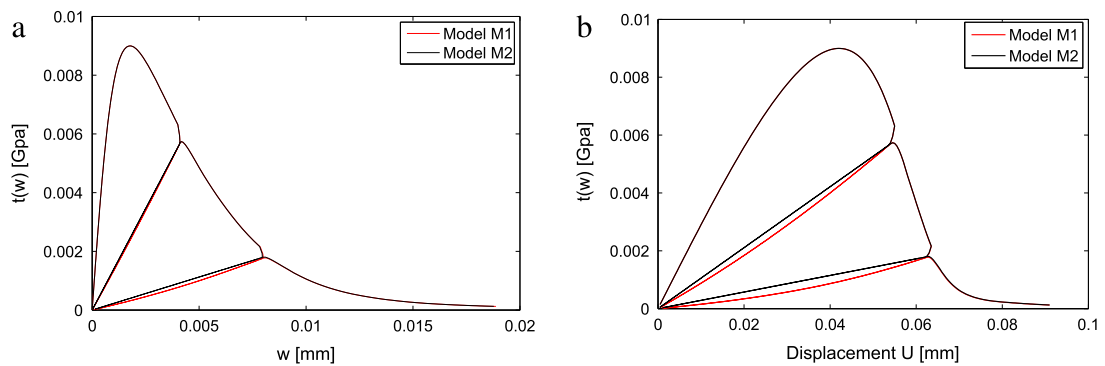 a
t(w) [Gpa]
0.01
0.008
0.006
0.004
0.002
0
0
0.005
0.01
0.015
0.02
w [mm]
Model M1
Model M2
b
t(w) [Gpa]
0.01
0.008
0.006
0.004
0.002
0
0
0.02
0.04
0.06
0.08
0.1
Displacement U [mm]
Model M1
Model M2